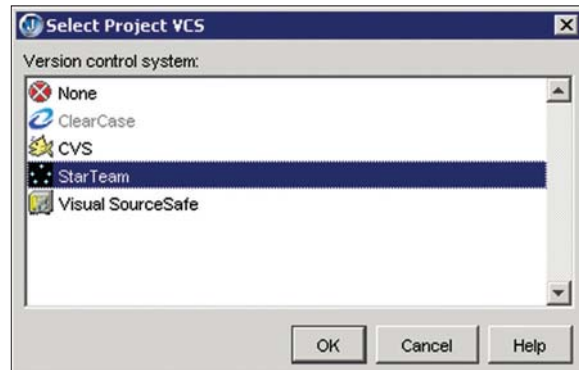 Select Project VCS
Version control system:
None
ClearCase
CVS
StarTeam
Visual SourceSafe
OK Cancel Help